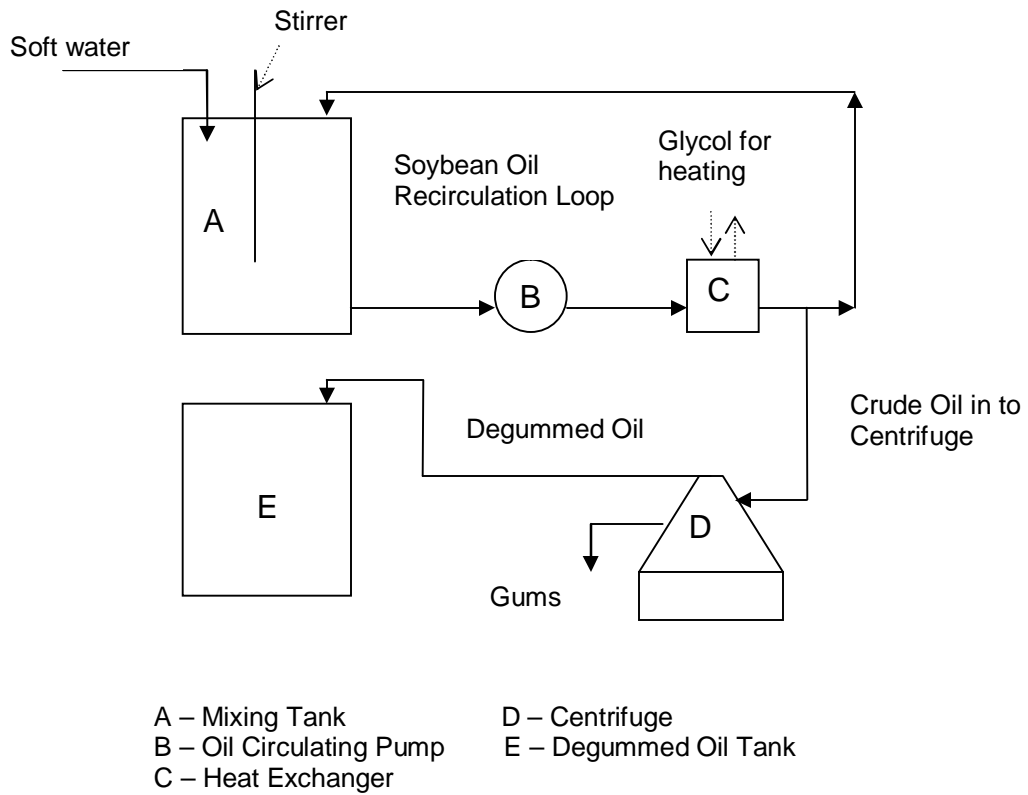 Stirrer
Soft water
Glycol for
heating
Soybean Oil
Recirculation Loop
A
B
C
Crude Oil in to
Centrifuge
Degummed Oil
E
D
Gums
A – Mixing Tank
B – Oil Circulating Pump
C – Heat Exchanger
D – Centrifuge
E – Degummed Oil Tank